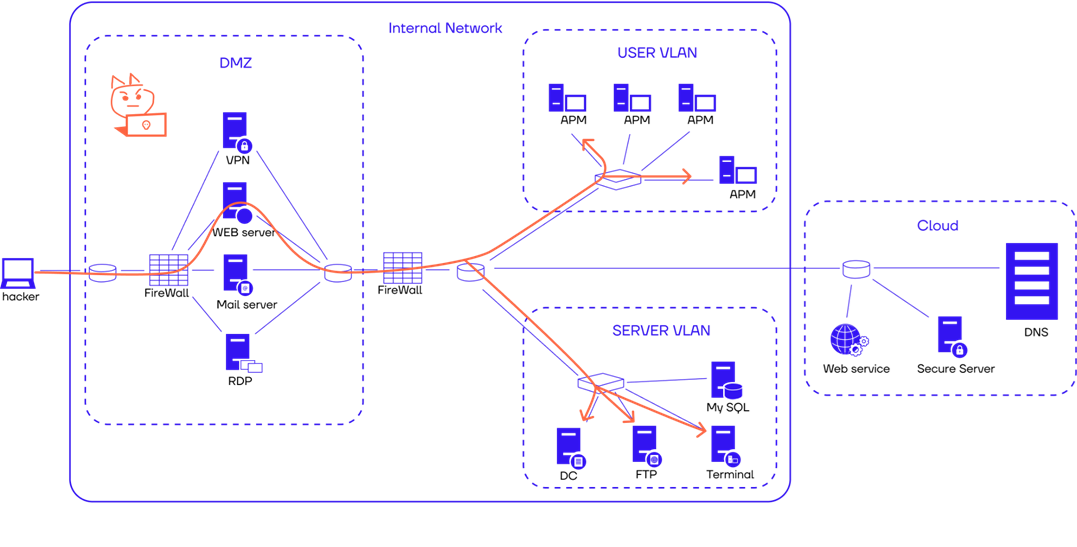 Internal Network
DMZ
VPN
WEB server
Mail server
RDP
hacker
FireWall
FireWall
USER VLAN
APM
APM
APM
APM
SERVER VLAN
My SQL
DC
FTP
Terminal
Cloud
DNS
Web service
Secure Server